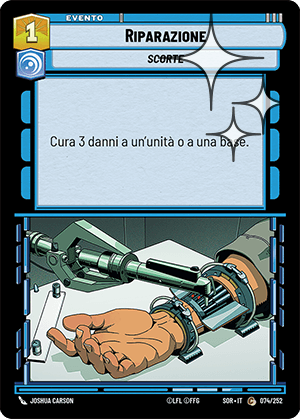 EVENTO
1
RIPARAZIONE
SCORTE
Cura 3 danni a un'unità o a una base.
JOSHUA CARSON
©LFL ©FFG
SOR•IT
C
074/252